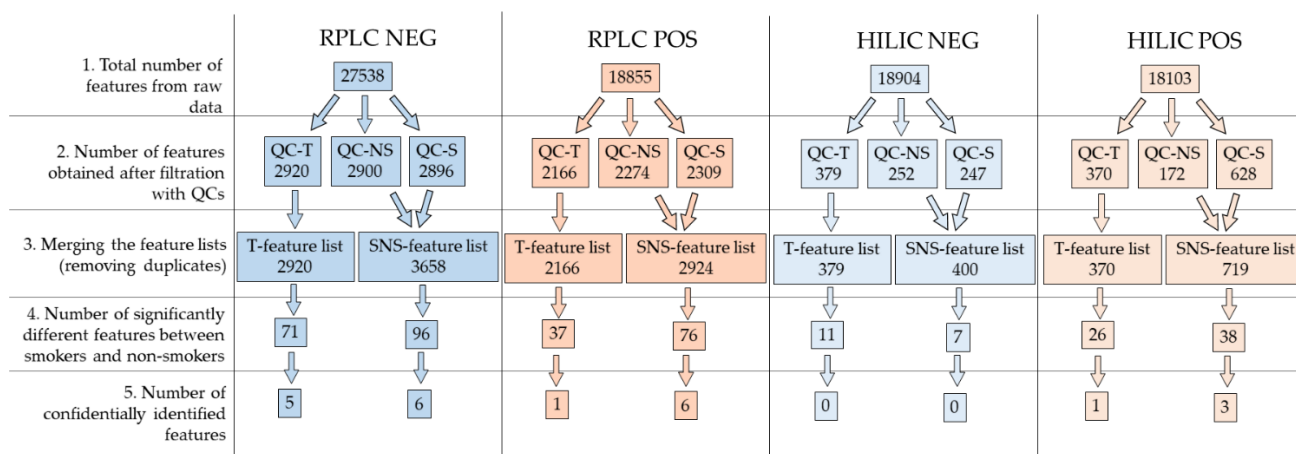 RPLC NEG
RPLC POS
HILIC NEG
HILIC POS
1. Total number of
features from raw
data
27538
18855
18904
18103
2. Number of features
obtained after filtration
with QCs
QC-T
2920
QC-NS
2900
QC-S
2896
QC-T
2166
QC-NS
2274
QC-S
2309
QC-T
379
QC-NS
252
QC-S
247
QC-T
370
QC-NS
172
QC-S
628
3. Merging the feature lists
(removing duplicates)
T-feature list
2920
SNS-feature list
3658
T-feature list
2166
SNS-feature list
2924
T-feature list
379
SNS-feature list
400
T-feature list
370
SNS-feature list
719
4. Number of significantly
different features between
smokers and non-smokers
71
96
37
76
11
7
26
38
5. Number of
confidentially identified
features
5
6
1
6
0
0
1
3